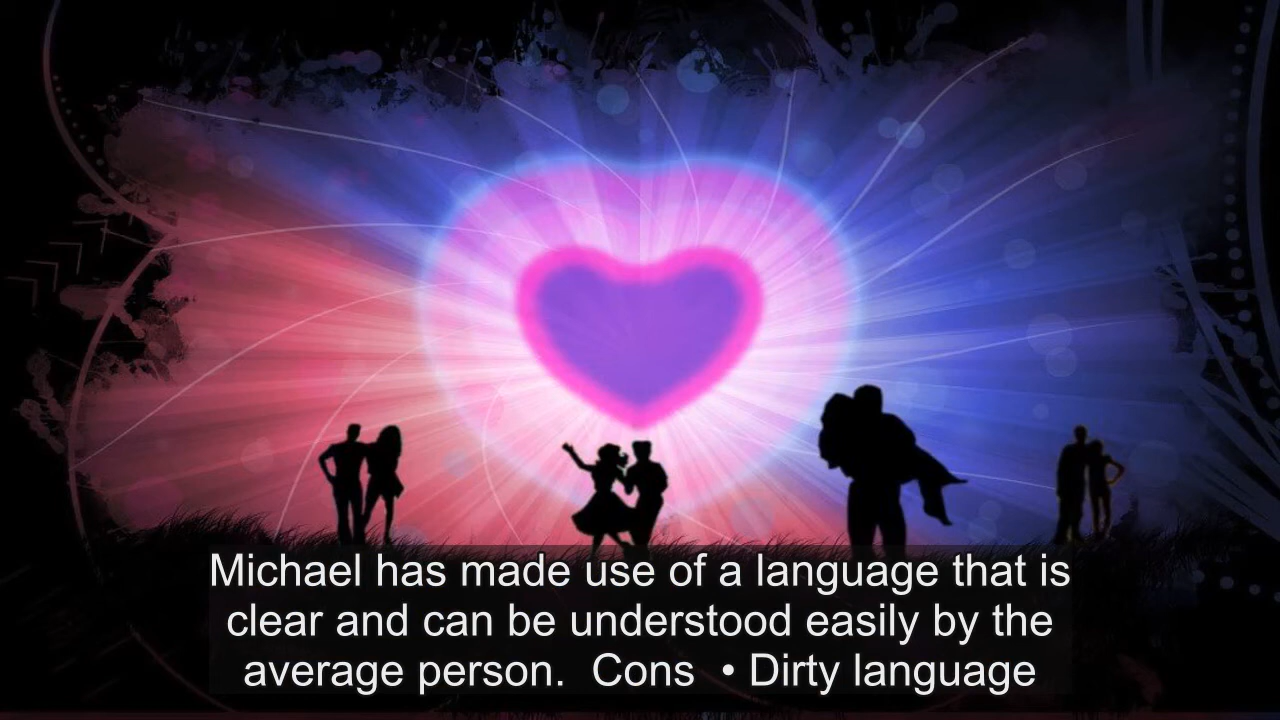 Michael has made use of a language that is
clear and can be understood easily by the
average person.  Cons  • Dirty language